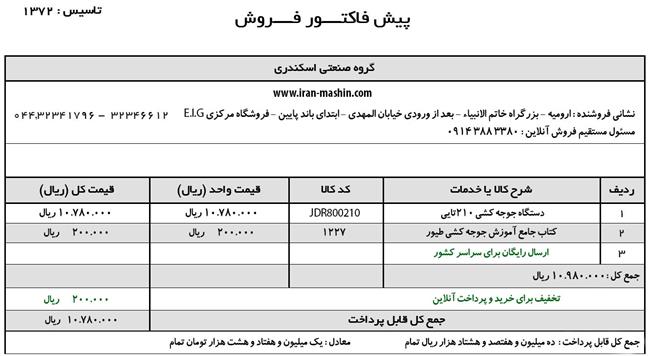 تاسیس : ۱۳۷۲
پیش فاکتـــور فـــروش
گروه صنعتی اسکندری
www.iran-mashin.com
نشانی فروشنده : ارومیه - بزرگراه خاتم الانبیاء - بعد از ورودی خیابان المهدی - ابتدای باند پایین - فروشگاه مرکزی E.I.G ۰۴۴.۳۲۳۴۱۷۹۶ - ۳۲۳۴۶۶۱۲
مسئول مستقیم فروش آنلاین : ۰۹۱۴۳۸۸۳۳۸۰
ردیف شرح کالا یا خدمات کد کالا قیمت واحد (ریال) قیمت کل (ریال)
۱ دستگاه جوجه کشی ۲۱۰تایی JDR800210 ۱۰.۷۸۰.۰۰۰ ریال ۱۰.۷۸۰.۰۰۰ ریال
۲ کتاب جامع آموزش جوجه کشی طیور ۱۲۲۷ ۲۰۰.۰۰۰ ریال ۲۰۰.۰۰۰ ریال
۳ ارسال رایگان برای سراسر کشور
جمع کل : ۱۰.۹۸۰.۰۰۰ ریال
تخفیف برای خرید و پرداخت آنلاین ۲۰۰.۰۰۰ ریال
جمع کل قابل پرداخت ۱۰.۷۸۰.۰۰۰ ریال
جمع کل قابل پرداخت : ده میلیون و هفتصد و هشتاد هزار ریال تمام معادل : یک میلیون و هفتاد و هشت هزار تومان تمام